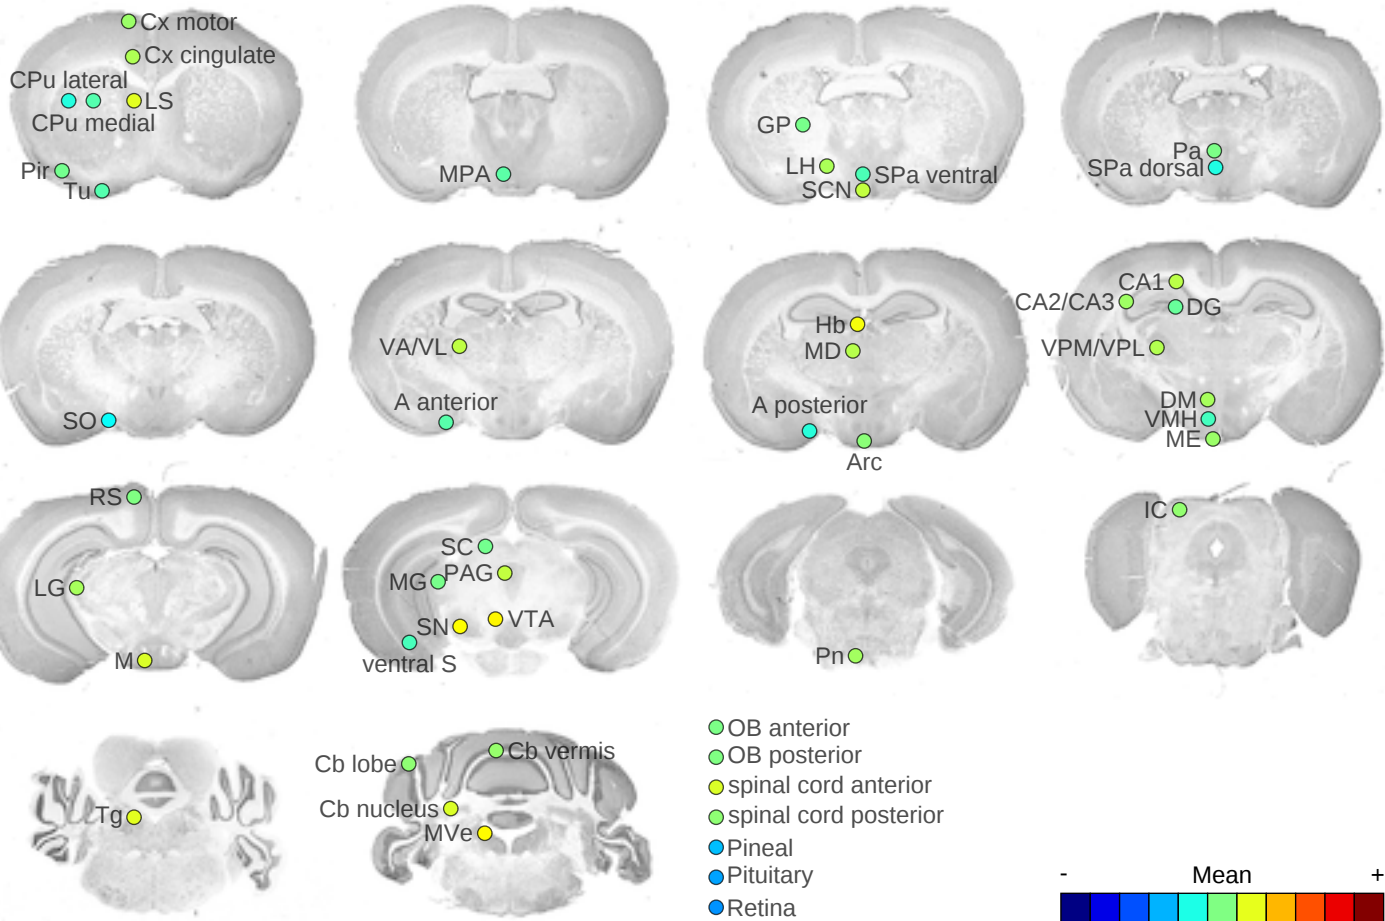 Cx motor
Cx cingulate
CPu lateral
LS
CPu medial
Pir
Tu
MPA
GP
LH
SPa ventral
SCN
Pa
SPa dorsal
SO
VA/VL
A anterior
Hb
MD
A posterior
Arc
CA1
CA2/CA3
DG
VPM/VPL
DM
VMH
ME
RS
LG
M
SC
MG
PAG
SN
VTA
ventral S
Pn
IC
Tg
Cb lobe
Cb vermis
Cb nucleus
MVe
OB anterior
OB posterior
spinal cord anterior
spinal cord posterior
Pineal
Pituitary
Retina
- Mean +